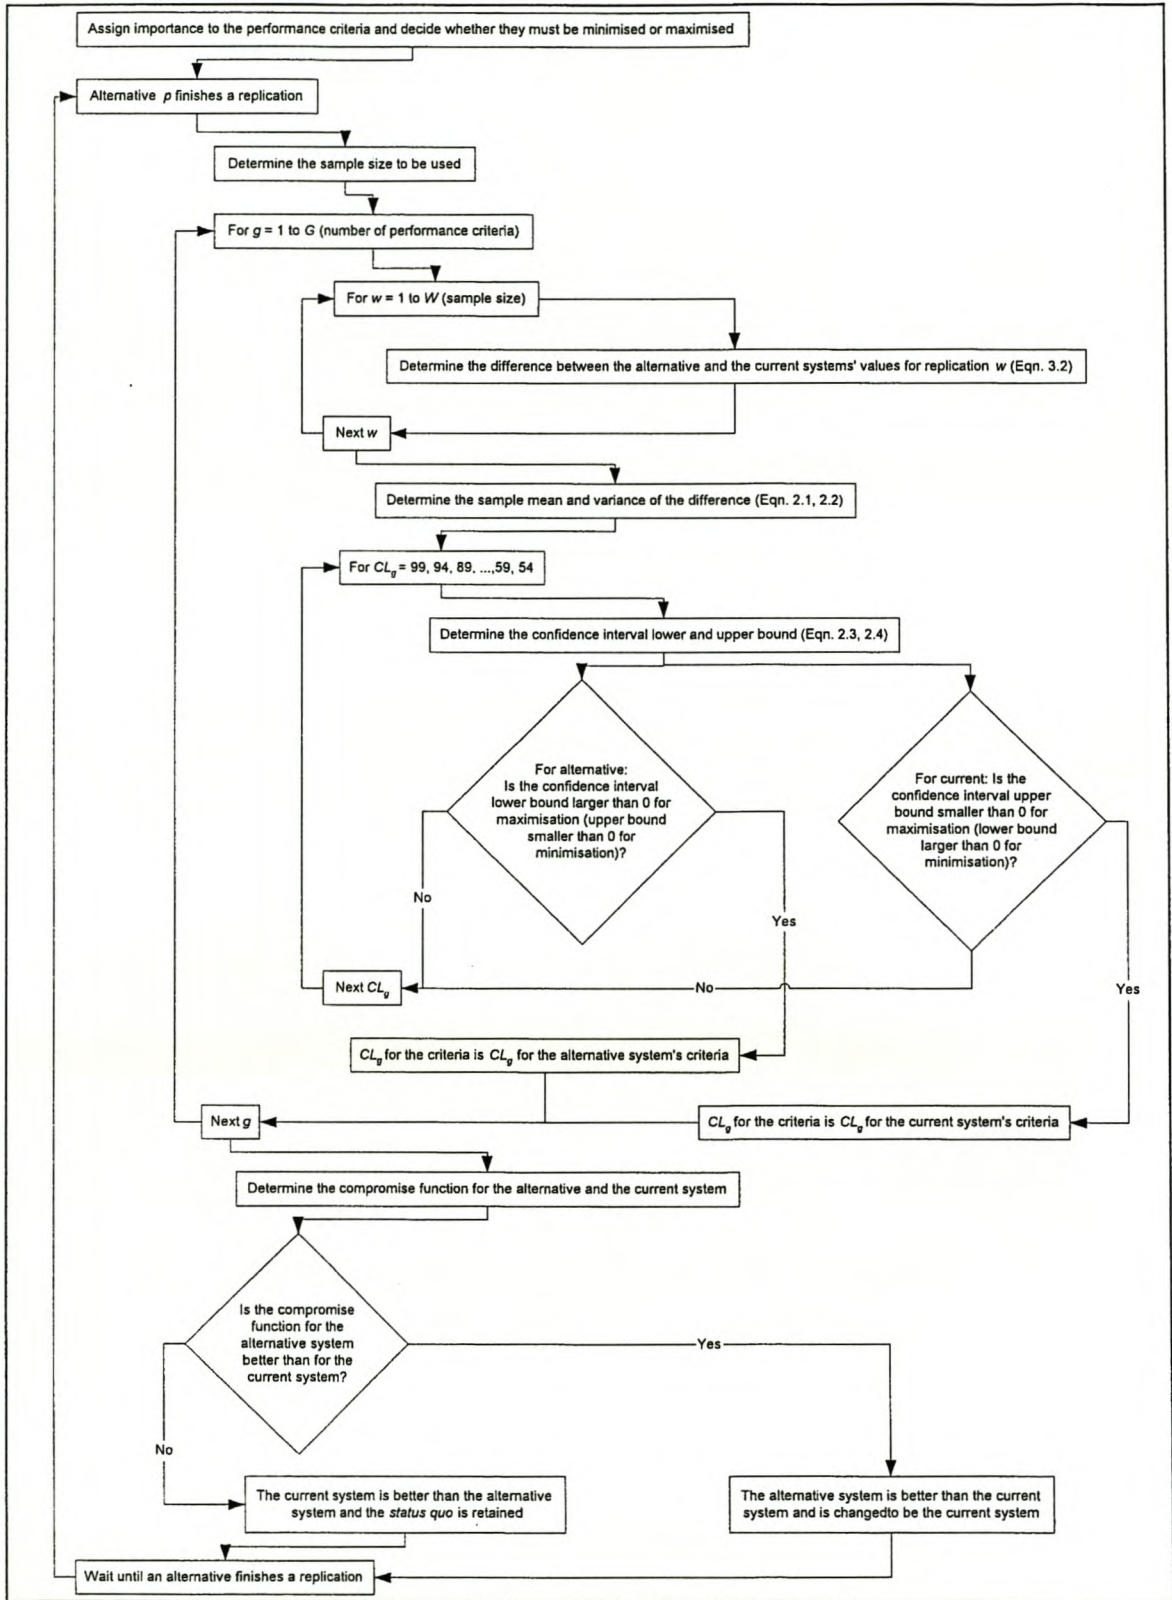 Assign importance to the performance criteria and decide whether they must be minimised or maximised
Alternative p finishes a replication
Determine the sample size to be used
For g = 1 to G (number of performance criteria)
For w = 1 to W (sample size)
Determine the difference between the alternative and the current systems' values for replication w (Eqn. 3.2)
Next w
Determine the sample mean and variance of the difference (Eqn. 2.1, 2.2)
For CLg = 99, 94, 89, ...,59, 54
Determine the confidence interval lower and upper bound (Eqn. 2.3, 2.4)
For alternative:
Is the confidence interval
lower bound larger than 0 for
maximisation (upper bound
smaller than 0 for
minimisation)?
For current: Is the
confidence interval upper
bound smaller than 0 for
maximisation (lower bound
larger than 0 for
minimisation)?
No
Yes
Next CLg
No
Yes
CLg for the criteria is CLg for the alternative system's criteria
Next g
CLg for the criteria is CLg for the current system's criteria
Determine the compromise function for the alternative and the current system
Is the compromise
function for the
alternative system
better than for the
current system?
Yes
No
The current system is better than the alternative
system and the status quo is retained
The alternative system is better than the current
system and is changedto be the current system
Wait until an alternative finishes a replication